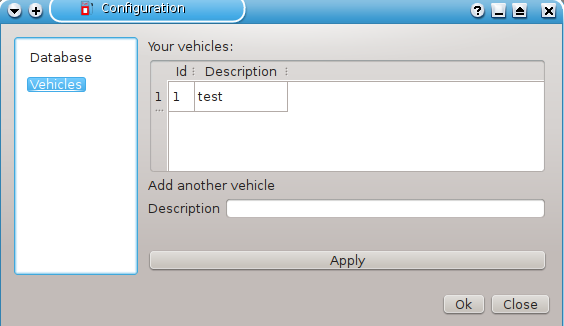 Configuration
?
Database
Vehicles
Your vehicles:
Id Description
1 1 test
Add another vehicle
Description
Apply
Ok Close